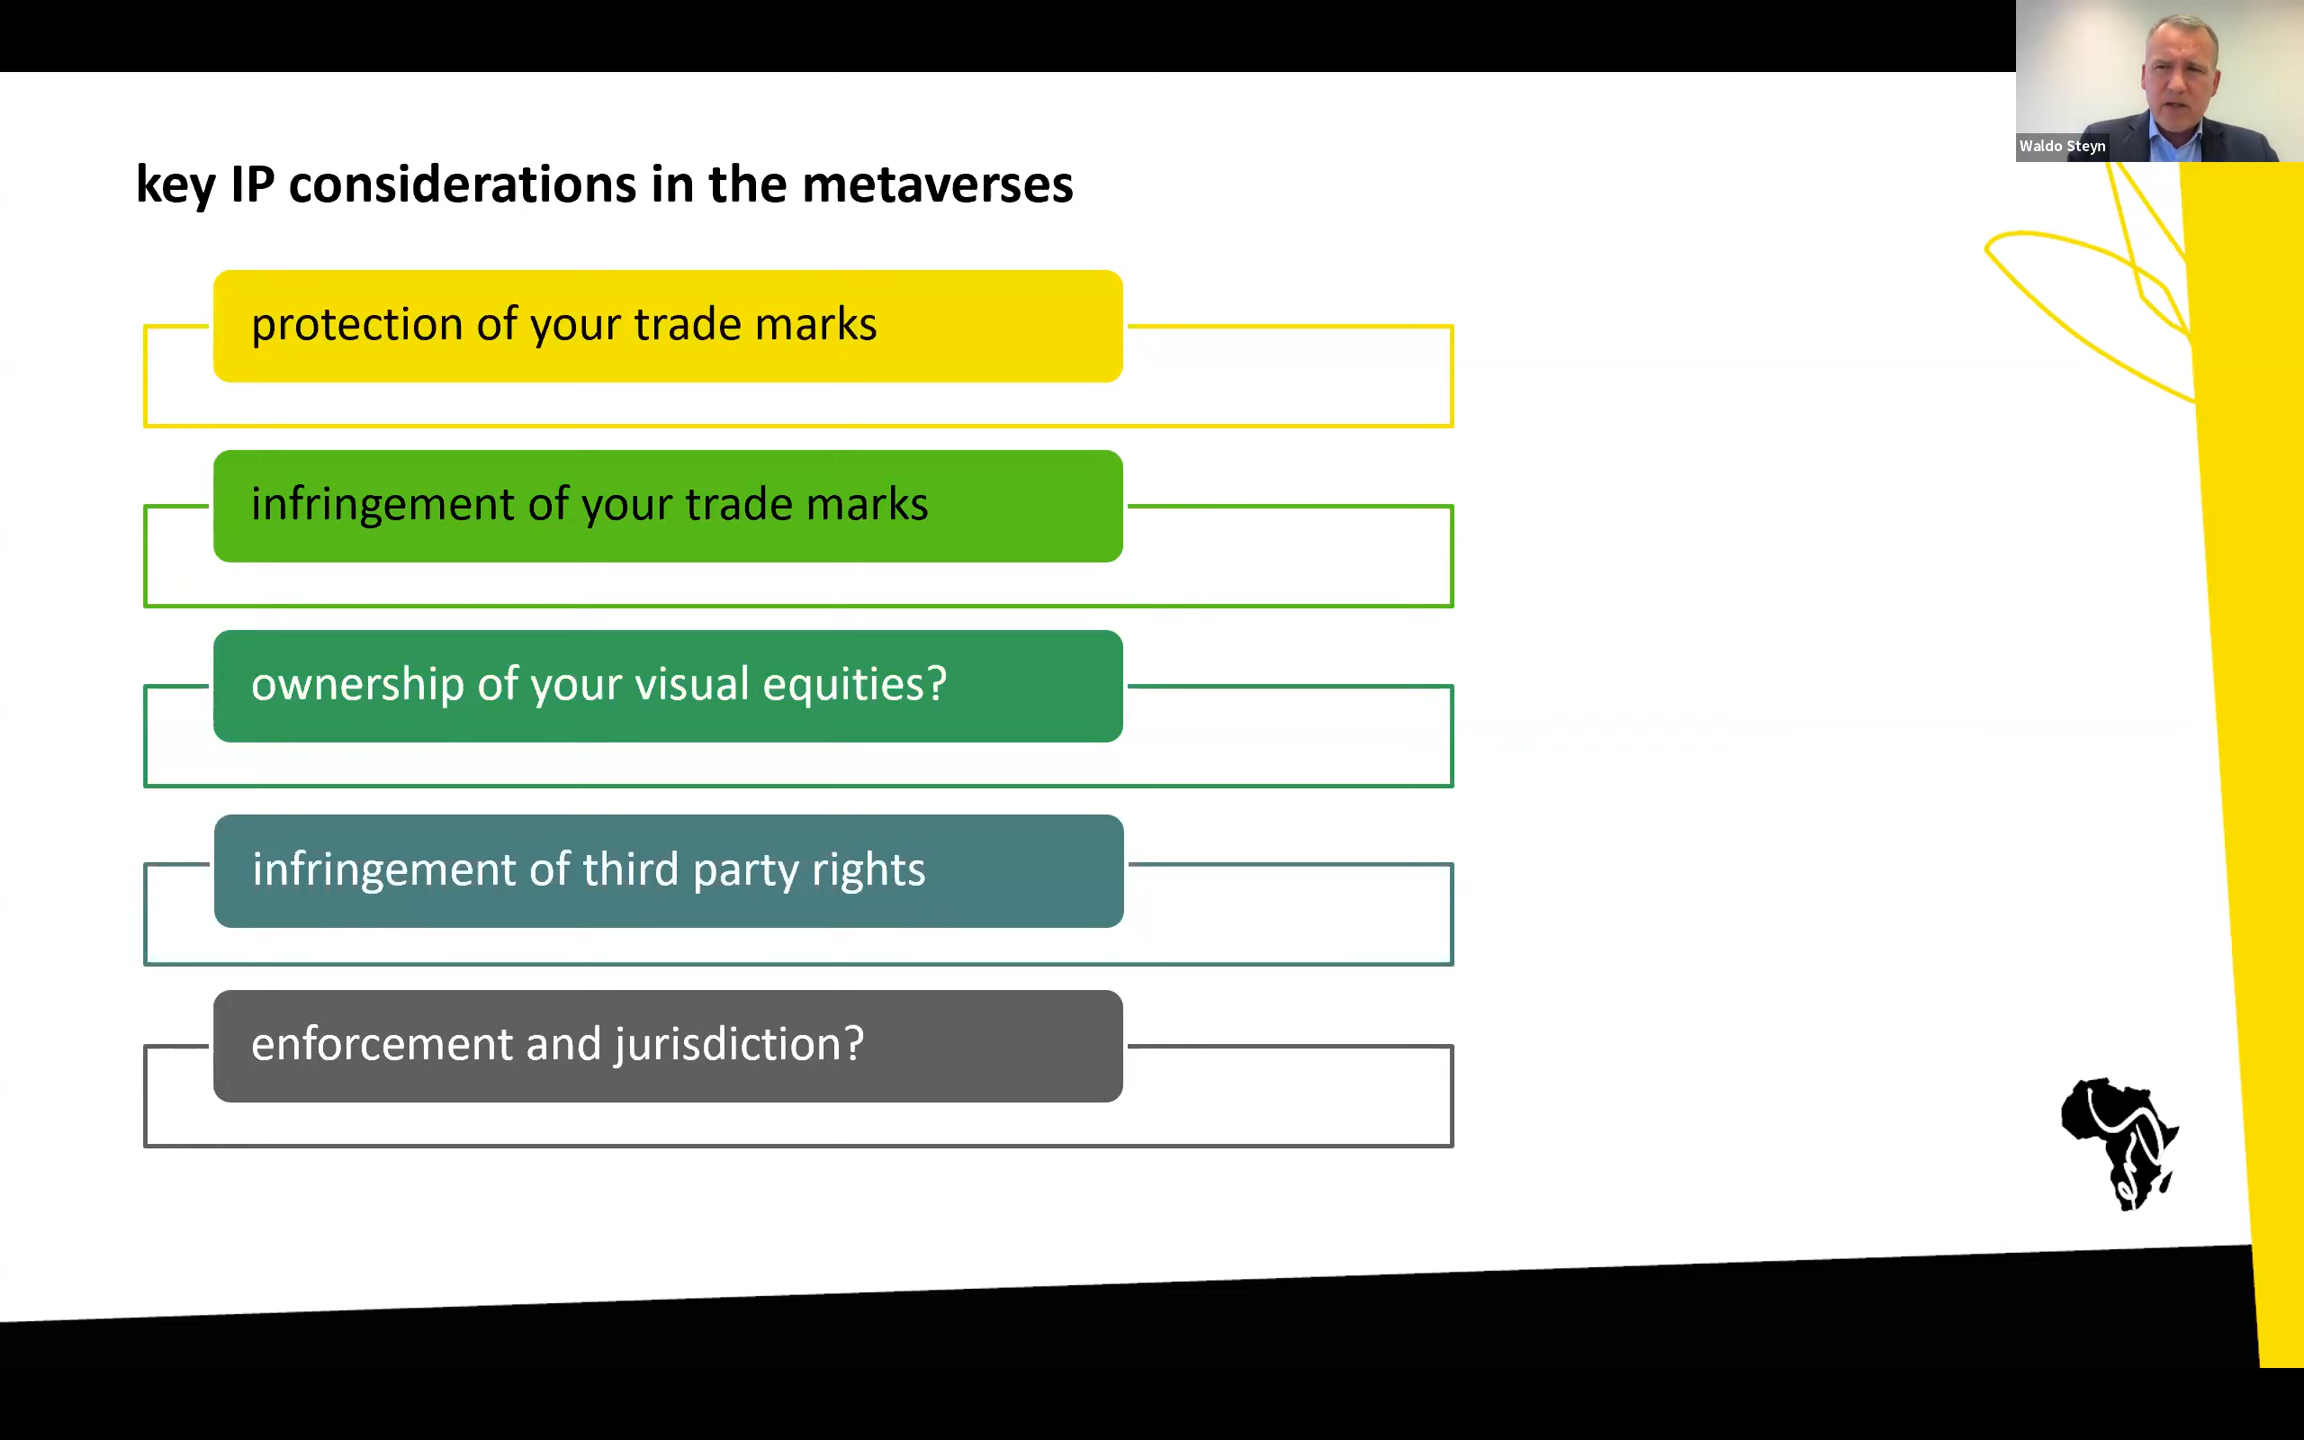 Waldo Steyn
key IP considerations in the metaverses
protection of your trade marks
infringement of your trade marks
ownership of your visual equities?
infringement of third party rights
enforcement and jurisdiction?